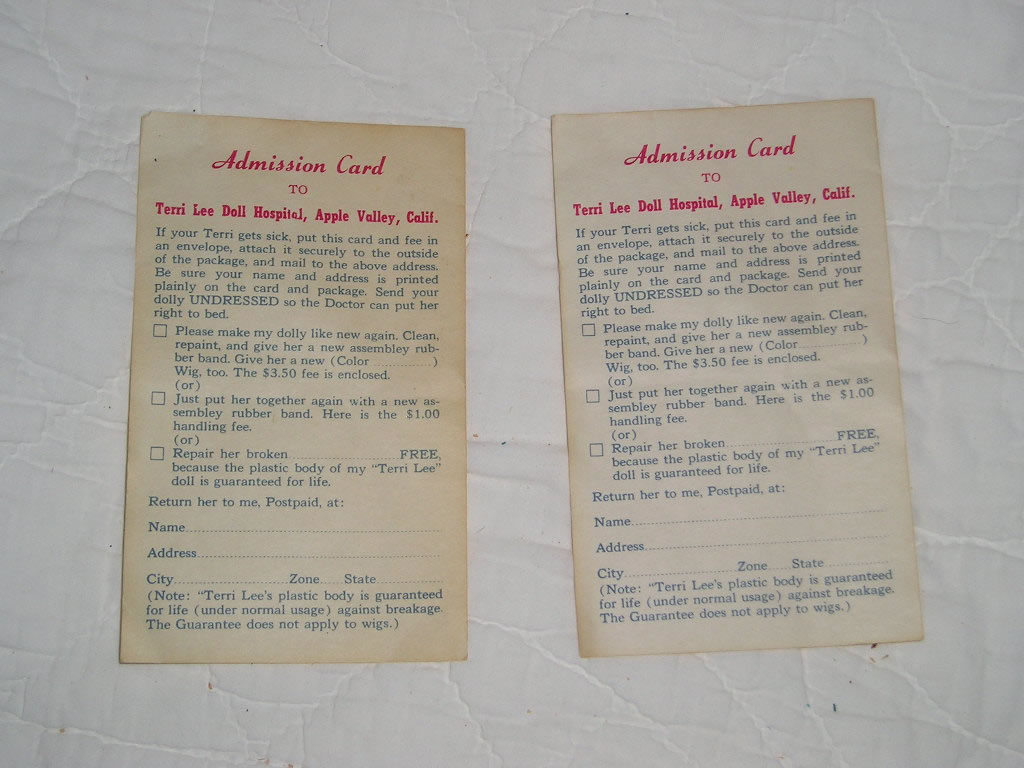 Admission Card
TO
Terri Lee Doll Hospital, Apple Valley, Calif.
If your Terri gets sick, put this card and fee in
an envelope, attach it securely to the outside
of the package, and mail to the above address.
Be sure your name and address is printed
plainly on the card and package. Send your
dolly UNDRESSED so the Doctor can put her
right to bed.
Please make my dolly like new again. Clean,
repaint, and give her a new assembly rub-
ber band. Give her a new (Color ............... )
Wig, too. The $3.50 fee is enclosed.
(or)
Just put her together again with a new as-
sembley rubber band. Here is the $1.00
handling fee.
(or)
Repair her broken.............................FREE,
because the plastic body of my "Terri Lee"
doll is guaranteed for life.
Return her to me, Postpaid, at:
Name.................................................................
Address..............................................................
City..............................Zone.......State.................
(Note: "Terri Lee's plastic body is guaranteed
for life (under normal usage) against breakage.
The Guarantee does not apply to wigs.)
Admission Card
TO
Terri Lee Doll Hospital, Apple Valley, Calif.
If your Terri gets sick, put this card and fee in
an envelope, attach it securely to the outside
of the package, and mail to the above address.
Be sure your name and address is printed
plainly on the card and package. Send your
dolly UNDRESSED so the Doctor can put her
right to bed.
Please make my dolly like new again. Clean,
repaint, and give her a new assembly rub-
ber band. Give her a new (Color ............... )
Wig, too. The $3.50 fee is enclosed.
(or)
Just put her together again with a new as-
sembley rubber band. Here is the $1.00
handling fee.
(or)
Repair her broken.............................FREE,
because the plastic body of my "Terri Lee"
doll is guaranteed for life.
Return her to me, Postpaid, at:
Name.................................................................
Address..............................................................
City..............................Zone.......State.................
(Note: "Terri Lee's plastic body is guaranteed
for life (under normal usage) against breakage.
The Guarantee does not apply to wigs.)